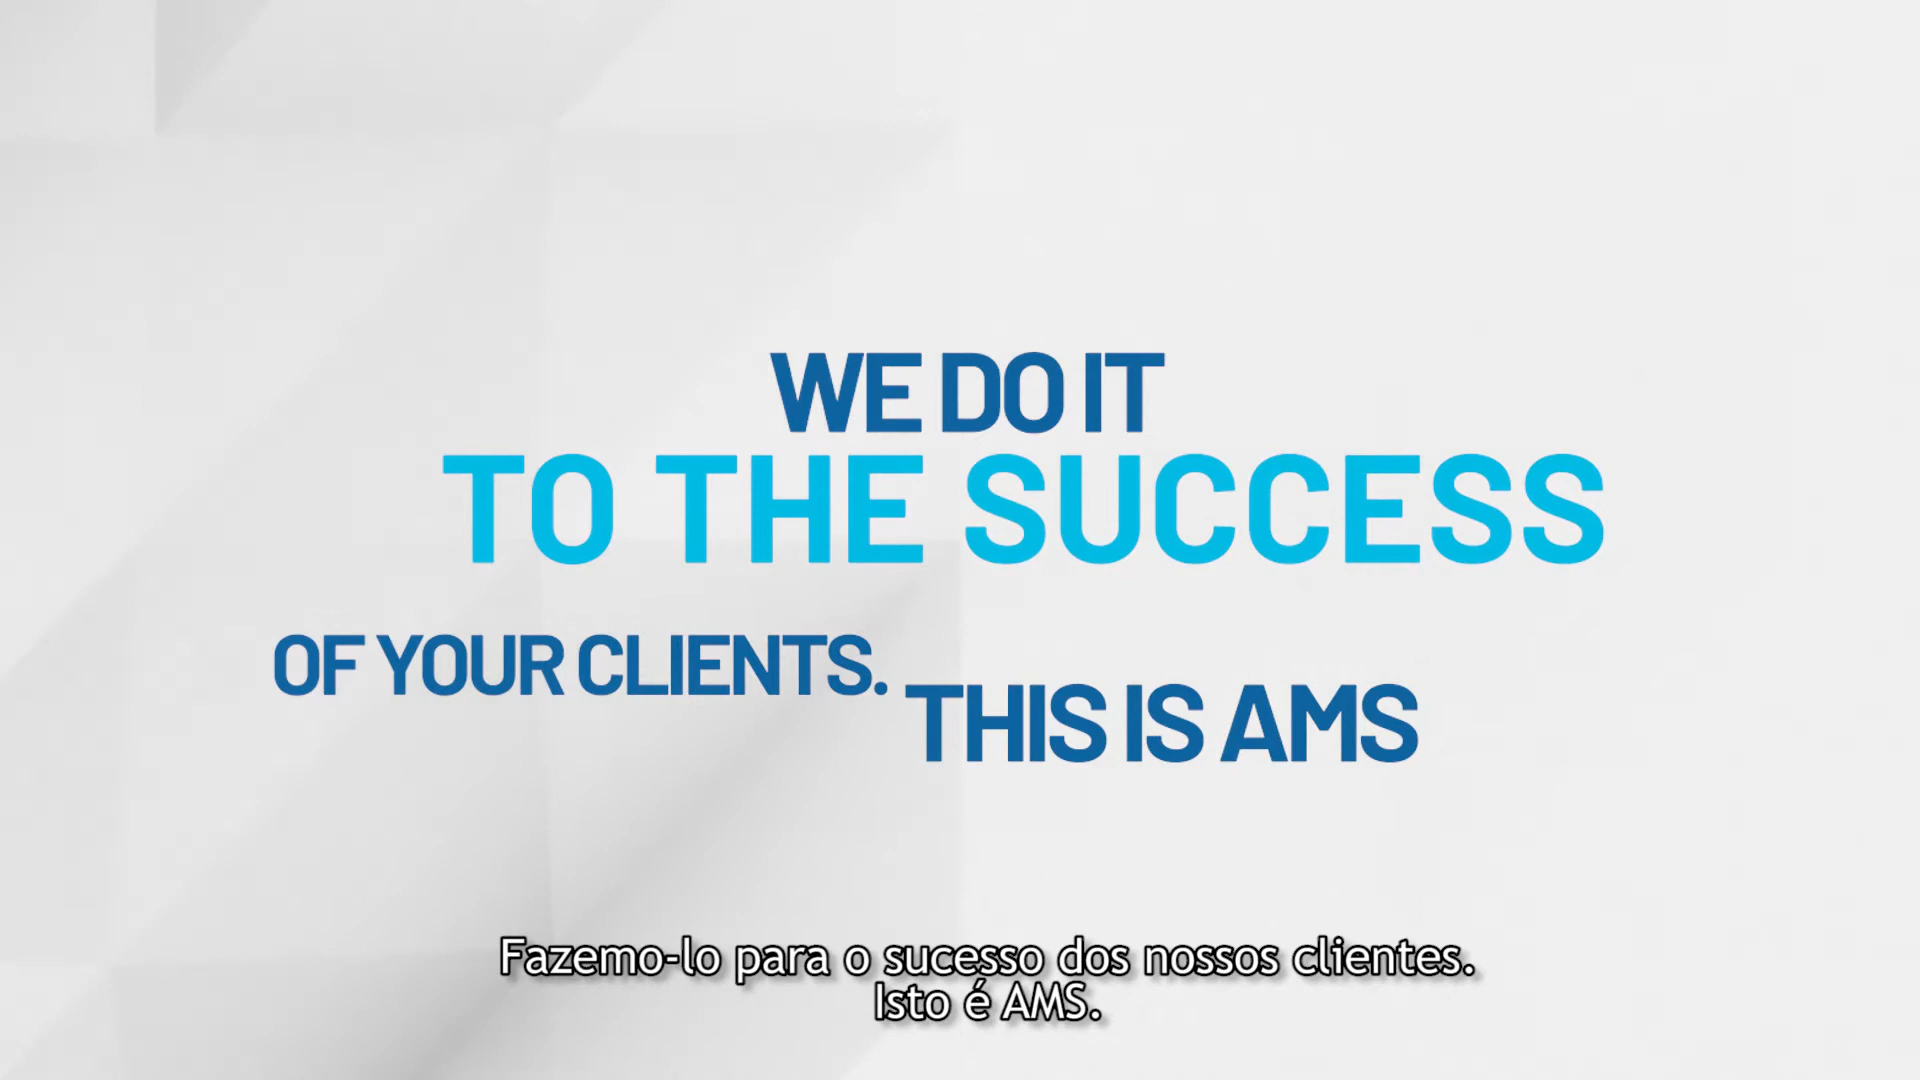 WE DO IT
TO THE SUCCESS
OF YOUR CLIENTS.
THIS IS AMS
Fazemo-lo para o sucesso dos nossos clientes.
Isto é AMS.